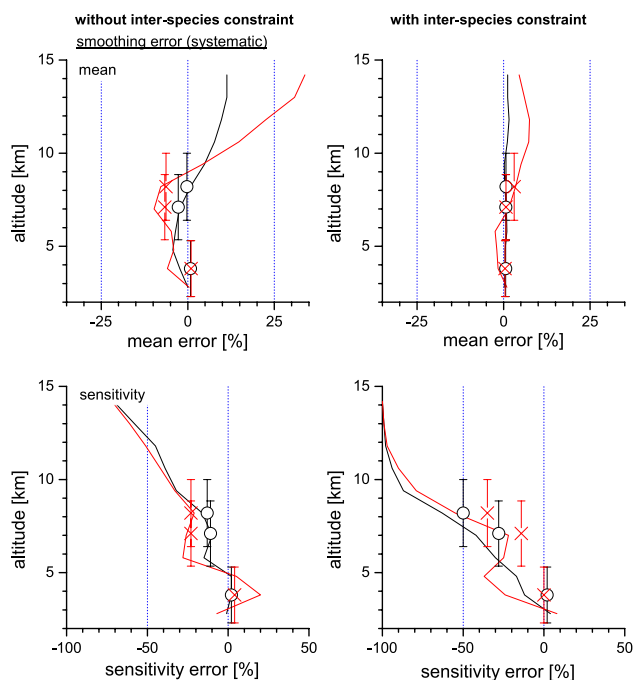 without inter-species constraint
with inter-species constraint
smoothing error (systematic)
mean
15
10
5
altitude [km]
-25
0
25
mean error [%]
15
10
5
altitude [km]
-25
0
25
mean error [%]
sensitivity
15
10
5
altitude [km]
-100
-50
0
50
sensitivity error [%]
15
10
5
altitude [km]
-100
-50
0
50
sensitivity error [%]